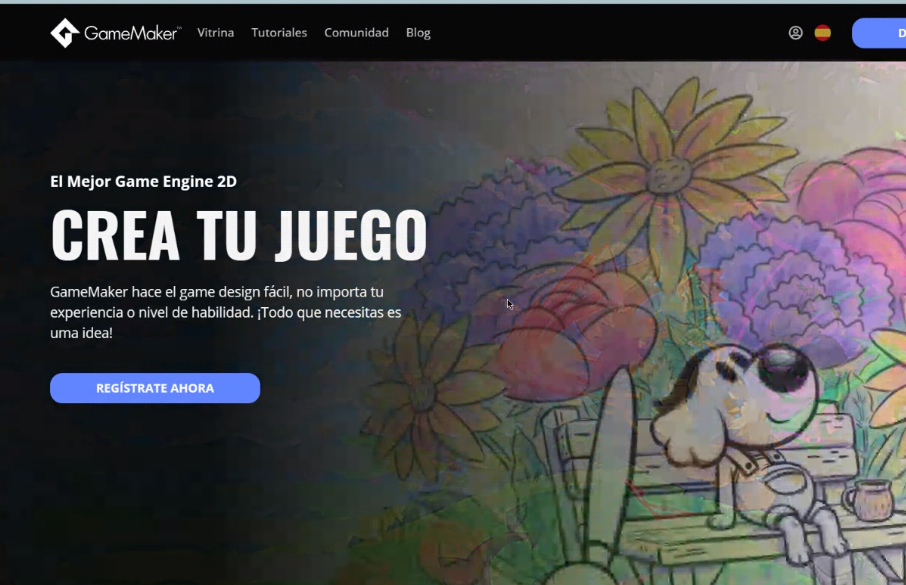 GameMaker™ Vitrina Tutoriales Comunidad Blog D
El Mejor Game Engine 2D
CREA TU JUEGO
GameMaker hace el game design fácil, no importa tu
experiencia o nivel de habilidad. ¡Todo que necesitas es
uma idea!
REGÍSTRATE AHORA